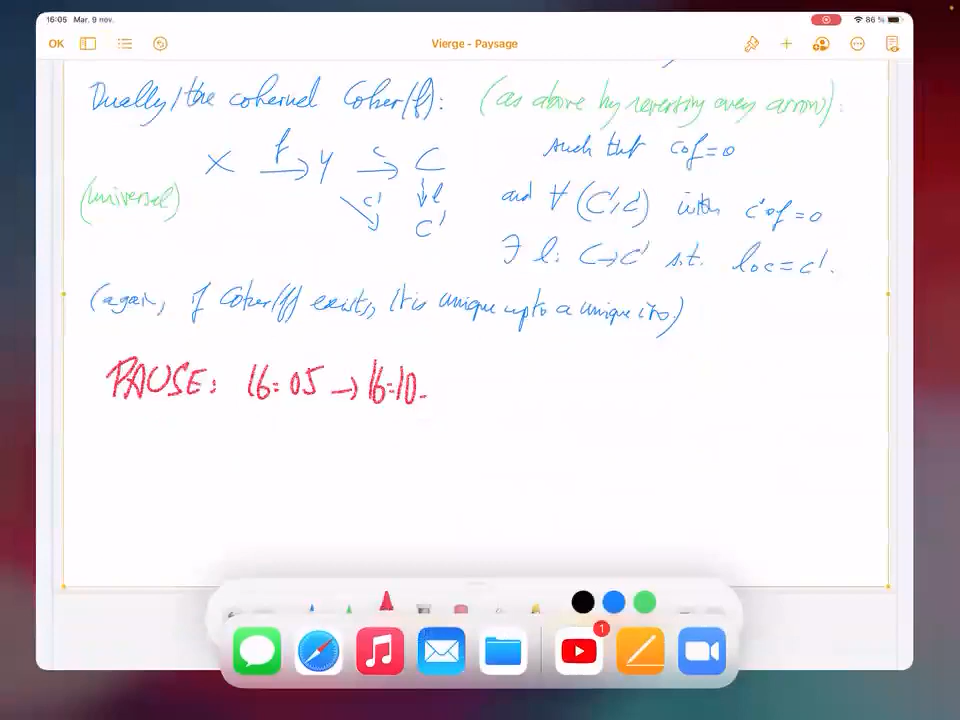 16:05 Mar. 9 nov.
86 %
OK
Vierge – Paysage
Dually, the cokernel Coker(f): (as above by reversing every arrow):
X f→ Y c→ C such that c∘f=0
(universal) c' ↓l and ∀ (C',c') with c'∘f=0
C' ∃ l: C→C' s.t. l∘c=c'.
(again, if Coker(f) exists, it is unique up to a unique iso)
PAUSE: 16:05 → 16:10.
1